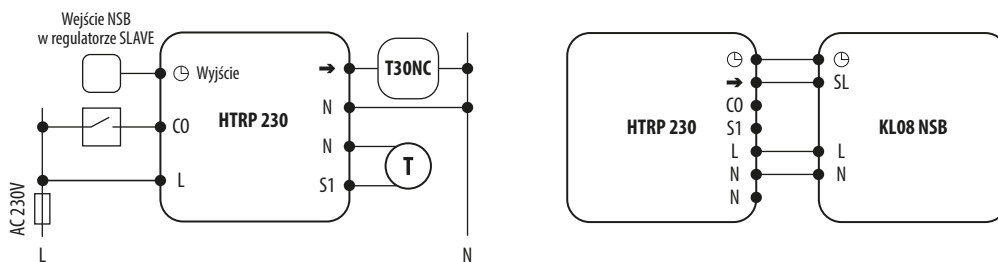 Wejście NSB
w regulatorze SLAVE
Wyjście
CO
L
HTRP 230
➔
N
N
S1
T30NC
T
AC 230V
L
N
HTRP 230
➔
CO
S1
L
N
N
SL
L
N
KL08 NSB